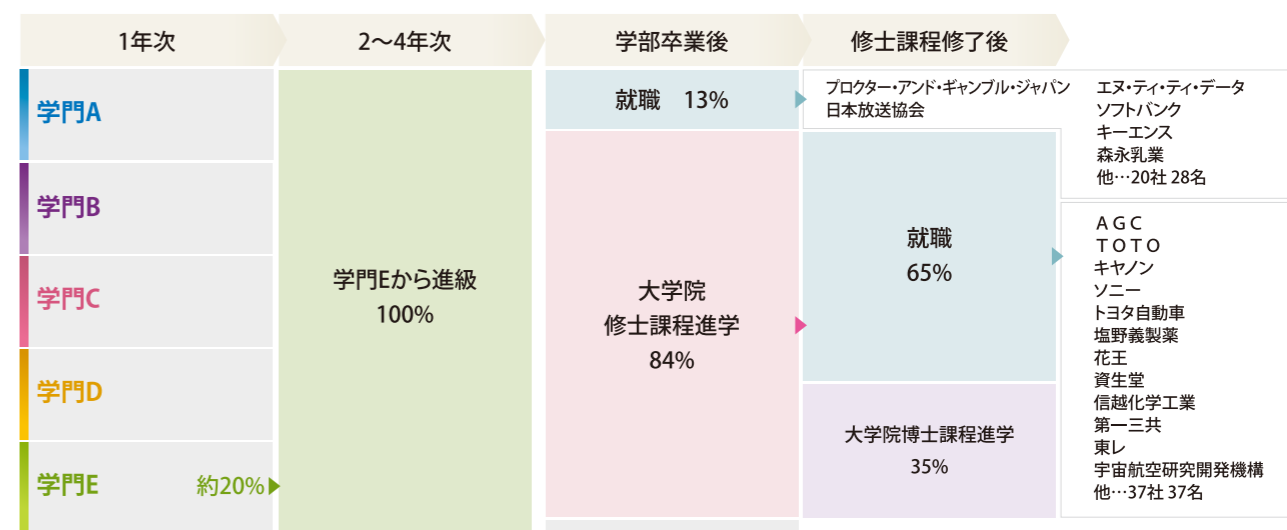 1年次
2〜4年次
学部卒業後
修士課程修了後
学門A
学門B
学門C
学門D
学門E 約20%
学門Eから進級
100%
就職 13%
大学院
修士課程進学
84%
プロクター・アンド・ギャンブル・ジャパン
日本放送協会
エヌ・ティ・ティ・データ
ソフトバンク
キーエンス
森永乳業
他…20社 28名
就職
65%
大学院博士課程進学
35%
AGC
TOTO
キヤノン
ソニー
トヨタ自動車
塩野義製薬
花王
資生堂
信越化学工業
第一三共
東レ
宇宙航空研究開発機構
他…37社 37名